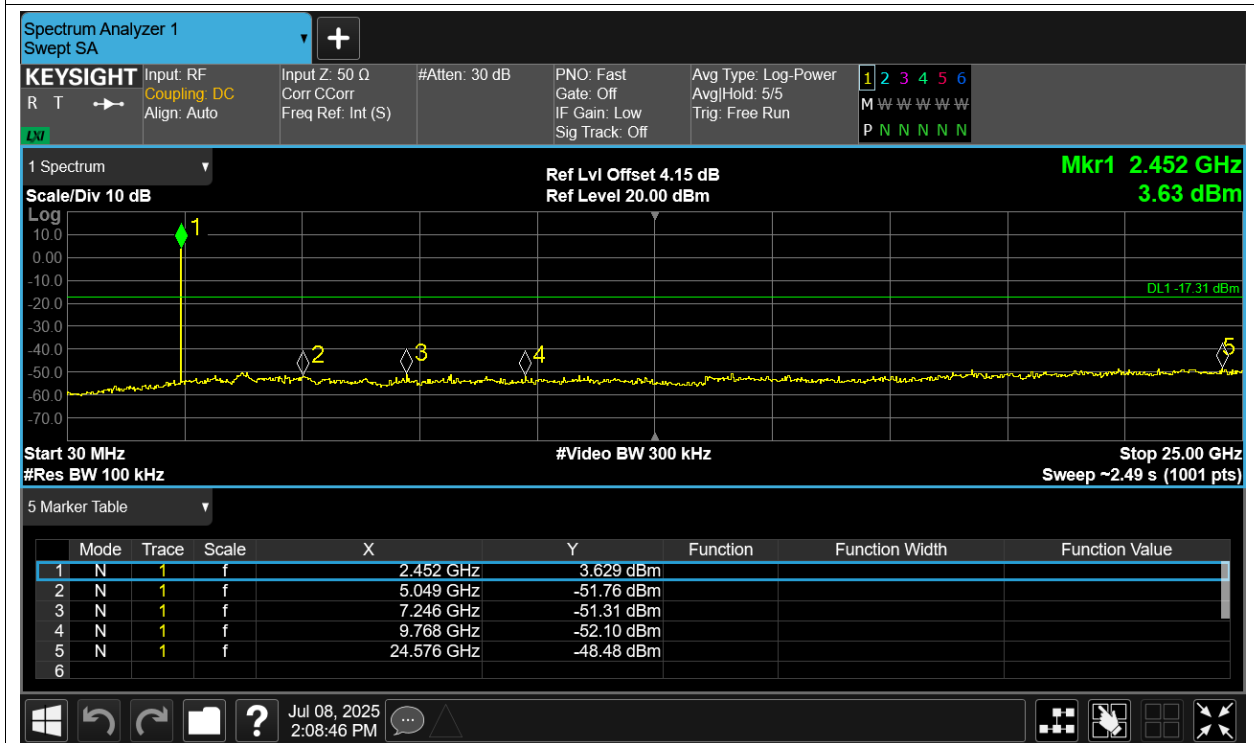 Spectrum Analyzer 1
Swept SA
+
KEYSIGHT
R T
LXI
Input: RF
Coupling: DC
Align: Auto
Input Z: 50 Ω
Corr CCorr
Freq Ref: Int (S)
#Atten: 30 dB
PNO: Fast
Gate: Off
IF Gain: Low
Sig Track: Off
Avg Type: Log-Power
Avg|Hold: 5/5
Trig: Free Run
1 2 3 4 5 6
M W W W W W
P N N N N N
1 Spectrum
Scale/Div 10 dB
Ref Lvl Offset 4.15 dB
Ref Level 20.00 dBm
Mkr1 2.452 GHz
3.63 dBm
Log
10.0
0.00
-10.0
-20.0
-30.0
-40.0
-50.0
-60.0
-70.0
1
2
3
4
5
DL1 -17.31 dBm
Start 30 MHz
#Res BW 100 kHz
#Video BW 300 kHz
Stop 25.00 GHz
Sweep ~2.49 s (1001 pts)
5 Marker Table
Mode Trace Scale X Y Function Function Width Function Value
1 N 1 f 2.452 GHz 3.629 dBm
2 N 1 f 5.049 GHz -51.76 dBm
3 N 1 f 7.246 GHz -51.31 dBm
4 N 1 f 9.768 GHz -52.10 dBm
5 N 1 f 24.576 GHz -48.48 dBm
6
?
Jul 08, 2025
2:08:46 PM